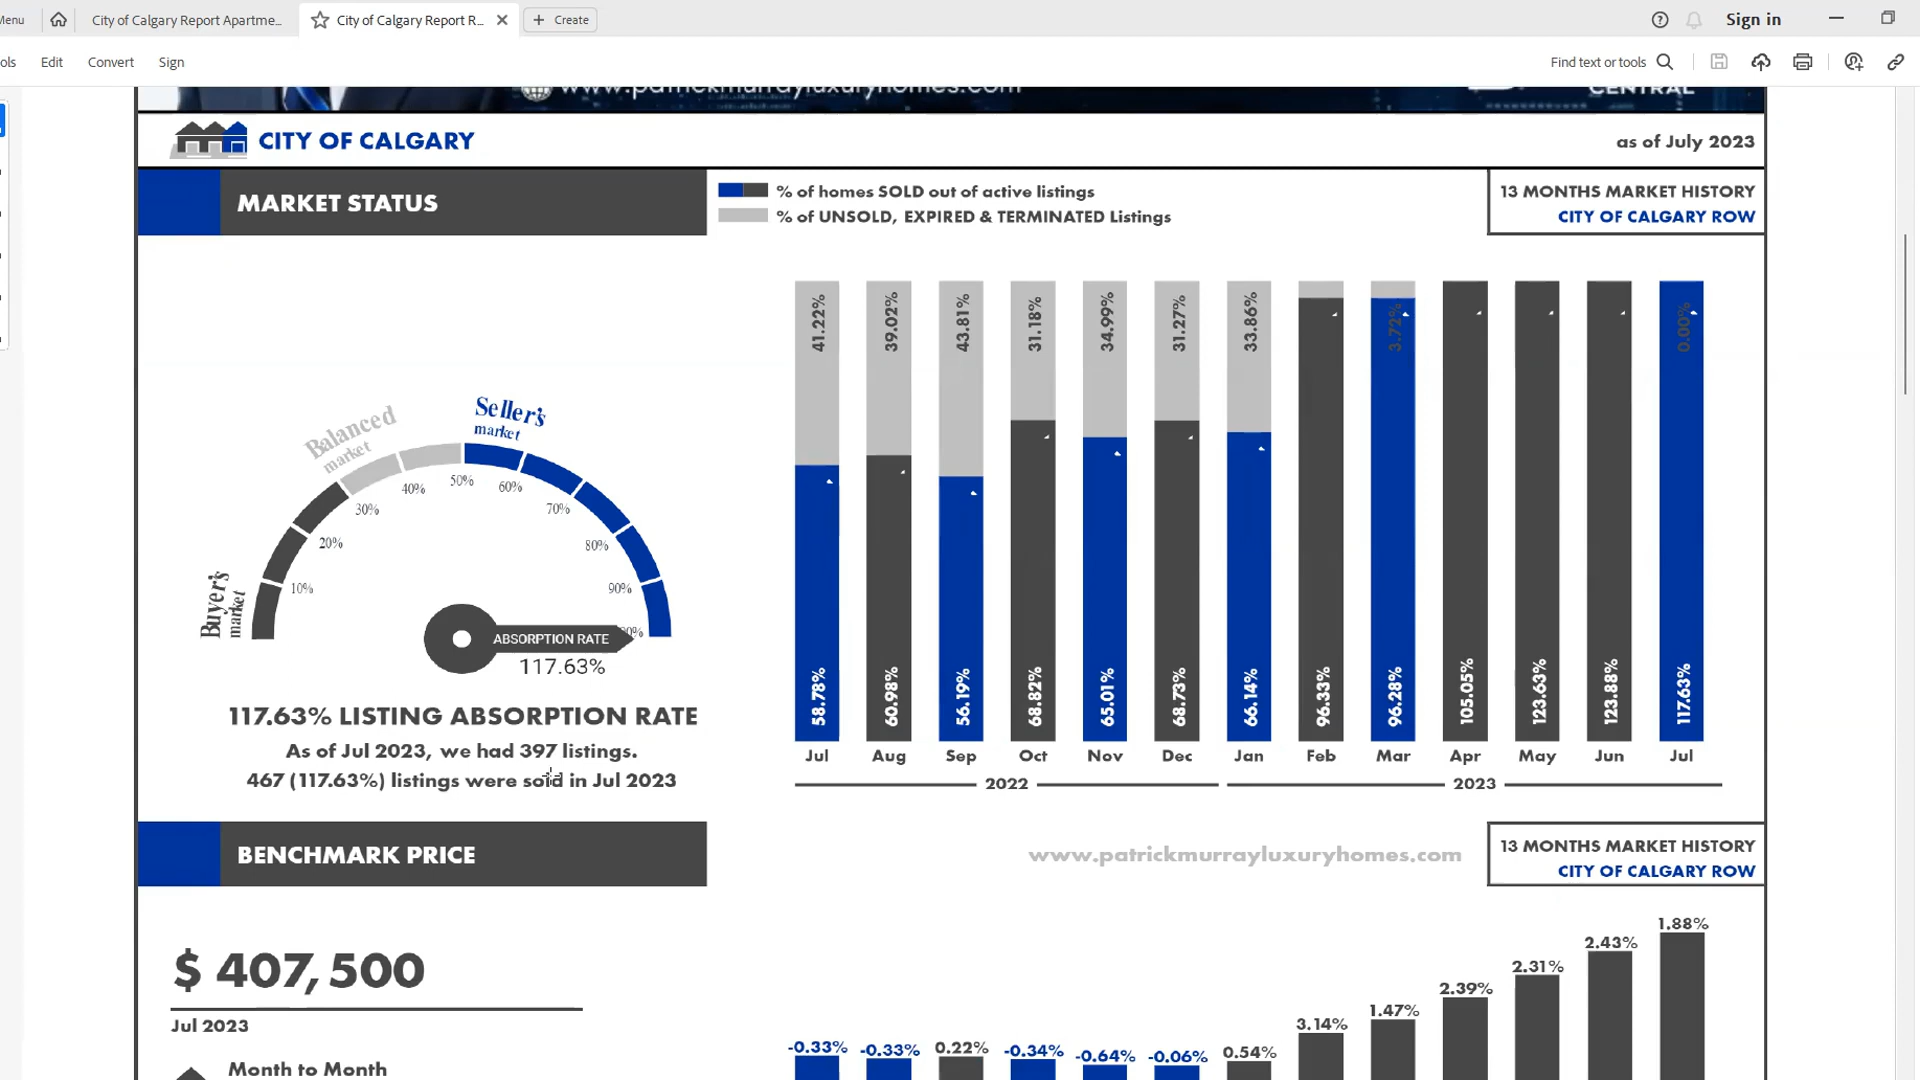 Menu
City of Calgary Report Apartme...
City of Calgary Report R...
Create
Sign in
ols
Edit
Convert
Sign
Find text or tools
www.patrickmurrayluxuryhomes.com
CENTRAL
CITY OF CALGARY
as of July 2023
MARKET STATUS
% of homes SOLD out of active listings
% of UNSOLD, EXPIRED & TERMINATED Listings
13 MONTHS MARKET HISTORY
CITY OF CALGARY ROW
41.22%
39.02%
43.81%
31.18%
34.99%
31.27%
33.86%
3.72%
0.00%
Buyer's
market
Balanced
market
Seller's
market
10%
20%
30%
40%
50%
60%
70%
80%
90%
ABSORPTION RATE
117.63%
58.78%
60.98%
56.19%
68.82%
65.01%
68.73%
66.14%
96.33%
96.28%
105.05%
123.63%
123.88%
117.63%
Jul
Aug
Sep
Oct
Nov
Dec
Jan
Feb
Mar
Apr
May
Jun
Jul
2022
2023
117.63% LISTING ABSORPTION RATE
As of Jul 2023, we had 397 listings.
467 (117.63%) listings were sold in Jul 2023
BENCHMARK PRICE
www.patrickmurrayluxuryhomes.com
13 MONTHS MARKET HISTORY
CITY OF CALGARY ROW
$ 407,500
Jul 2023
Month to Month
-0.33%
-0.33%
0.22%
-0.34%
-0.64%
-0.06%
0.54%
3.14%
1.47%
2.39%
2.31%
2.43%
1.88%